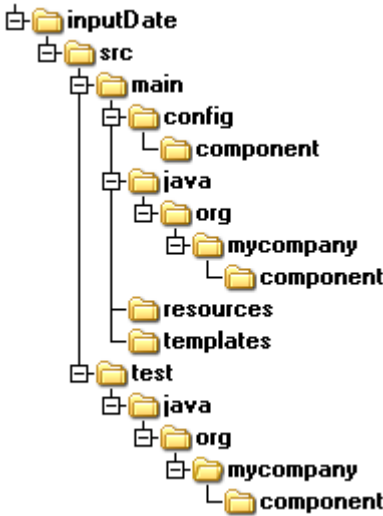 inputDate
src
main
config
component
java
org
mycompany
component
resources
templates
test
java
org
mycompany
component